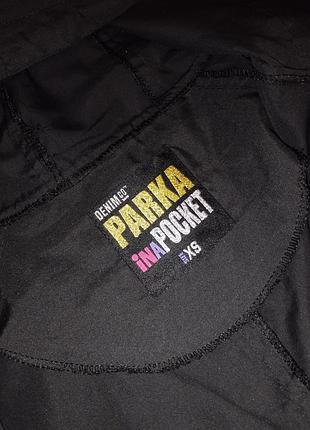 DENIM CO
PARKA
iNAPOCKET
XS